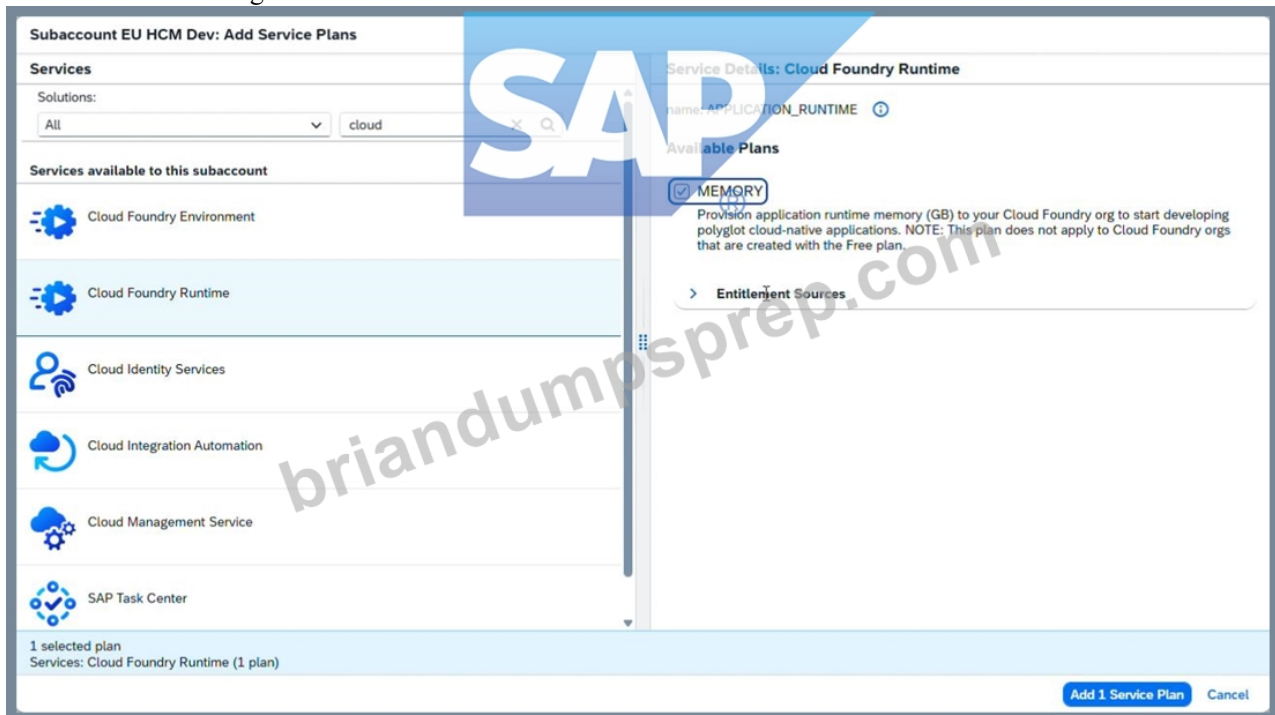 Subaccount EU HCM Dev: Add Service Plans
Services
Solutions:
All
cloud
Services available to this subaccount
Cloud Foundry Environment
Cloud Foundry Runtime
Cloud Identity Services
Cloud Integration Automation
Cloud Management Service
SAP Task Center
1 selected plan
Services: Cloud Foundry Runtime (1 plan)
Service Details: Cloud Foundry Runtime
name: APPLICATION_RUNTIME
Available Plans
MEMORY
Provision application runtime memory (GB) to your Cloud Foundry org to start developing
polyglot cloud-native applications. NOTE: This plan does not apply to Cloud Foundry orgs
that are created with the Free plan.
Entitlement Sources
Add 1 Service Plan
Cancel
SAP
®
briandumpsprep.com